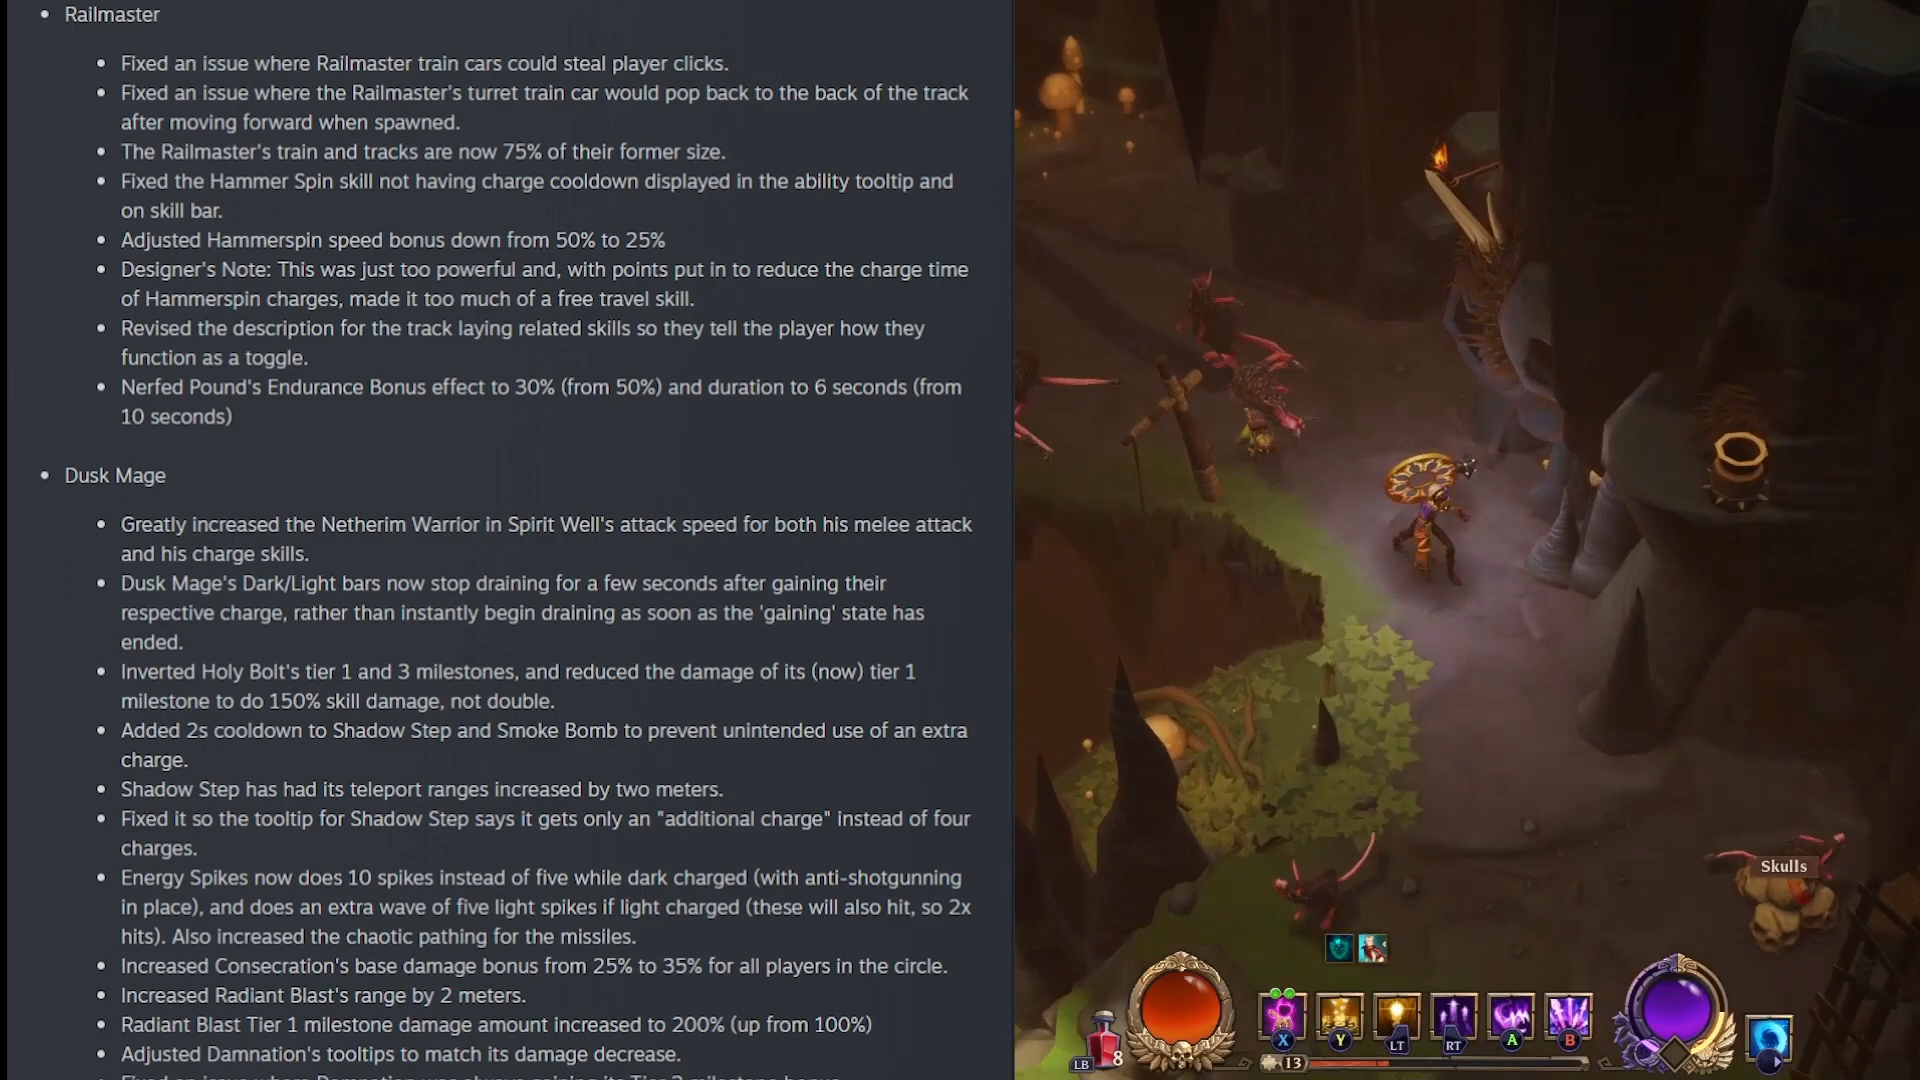 Railmaster
Fixed an issue where Railmaster train cars could steal player clicks.
Fixed an issue where the Railmaster's turret train car would pop back to the back of the track
after moving forward when spawned.
The Railmaster's train and tracks are now 75% of their former size.
Fixed the Hammer Spin skill not having charge cooldown displayed in the ability tooltip and
on skill bar.
Adjusted Hammerspin speed bonus down from 50% to 25%
Designer's Note: This was just too powerful and, with points put in to reduce the charge time
of Hammerspin charges, made it too much of a free travel skill.
Revised the description for the track laying related skills so they tell the player how they
function as a toggle.
Nerfed Pound's Endurance Bonus effect to 30% (from 50%) and duration to 6 seconds (from
10 seconds)
Dusk Mage
Greatly increased the Netherim Warrior in Spirit Well's attack speed for both his melee attack
and his charge skills.
Dusk Mage's Dark/Light bars now stop draining for a few seconds after gaining their
respective charge, rather than instantly begin draining as soon as the 'gaining' state has
ended.
Inverted Holy Bolt's tier 1 and 3 milestones, and reduced the damage of its (now) tier 1
milestone to do 150% skill damage, not double.
Added 2s cooldown to Shadow Step and Smoke Bomb to prevent unintended use of an extra
charge.
Shadow Step has had its teleport ranges increased by two meters.
Fixed it so the tooltip for Shadow Step says it gets only an "additional charge" instead of four
charges.
Energy Spikes now does 10 spikes instead of five while dark charged (with anti-shotgunning
in place), and does an extra wave of five light spikes if light charged (these will also hit, so 2x
hits). Also increased the chaotic pathing for the missiles.
Increased Consecration's base damage bonus from 25% to 35% for all players in the circle.
Increased Radiant Blast's range by 2 meters.
Radiant Blast Tier 1 milestone damage amount increased to 200% (up from 100%)
Adjusted Damnation's tooltips to match its damage decrease.
Skulls
LB 8 X Y LT RT A B
13